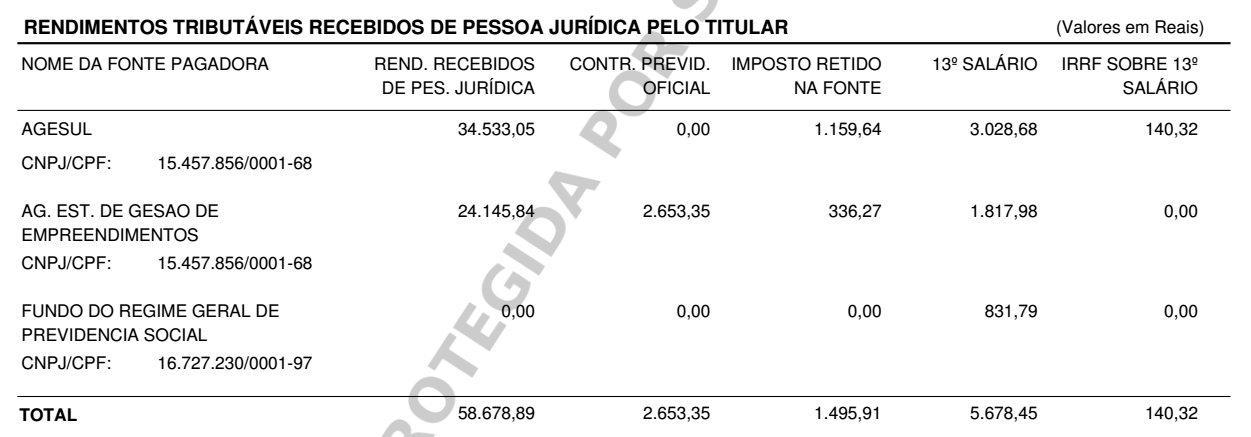 RENDIMENTOS TRIBUTÁVEIS RECEBIDOS DE PESSOA JURÍDICA PELO TITULAR (Valores em Reais)
NOME DA FONTE PAGADORA REND. RECEBIDOS CONTR. PREVID. IMPOSTO RETIDO 13º SALÁRIO IRRF SOBRE 13º
DE PES. JURÍDICA OFICIAL NA FONTE SALÁRIO
AGESUL 34.533,05 0,00 1.159,64 3.028,68 140,32
CNPJ/CPF: 15.457.856/0001-68
AG. EST. DE GESAO DE 24.145,84 2.653,35 336,27 1.817,98 0,00
EMPREENDIMENTOS
CNPJ/CPF: 15.457.856/0001-68
FUNDO DO REGIME GERAL DE 0,00 0,00 0,00 831,79 0,00
PREVIDENCIA SOCIAL
CNPJ/CPF: 16.727.230/0001-97
TOTAL 58.678,89 2.653,35 1.495,91 5.678,45 140,32
POR